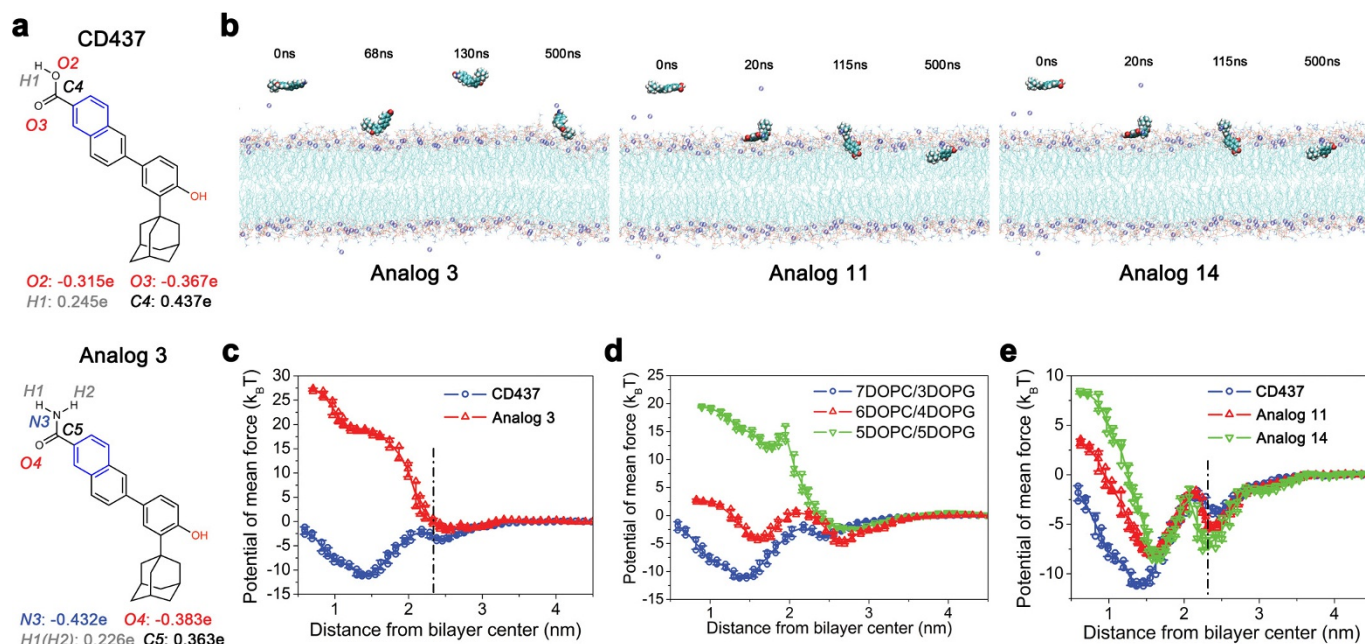 a
CD437
H
O2
H1
O
C4
O
O3
OH
O2: -0.315e O3: -0.367e
H1: 0.245e C4: 0.437e
Analog 3
H1 H2
H H
N
N3
C5
O
O4
OH
N3: -0.432e O4: -0.383e
H1(H2): 0.226e C5: 0.363e
b
0ns 68ns 130ns 500ns
Analog 3
0ns 20ns 115ns 500ns
Analog 11
0ns 20ns 115ns 500ns
Analog 14
c
Potential of mean force (kBT)
30
25
20
15
10
5
0
-5
-10
-15
CD437
Analog 3
1 2 3 4
Distance from bilayer center (nm)
d
Potential of mean force (kBT)
25
20
15
10
5
0
-5
-10
-15
7DOPC/3DOPG
6DOPC/4DOPG
5DOPC/5DOPG
1 2 3 4
Distance from bilayer center (nm)
e
Potential of mean force (kBT)
10
5
0
-5
-10
CD437
Analog 11
Analog 14
1 2 3 4
Distance from bilayer center (nm)